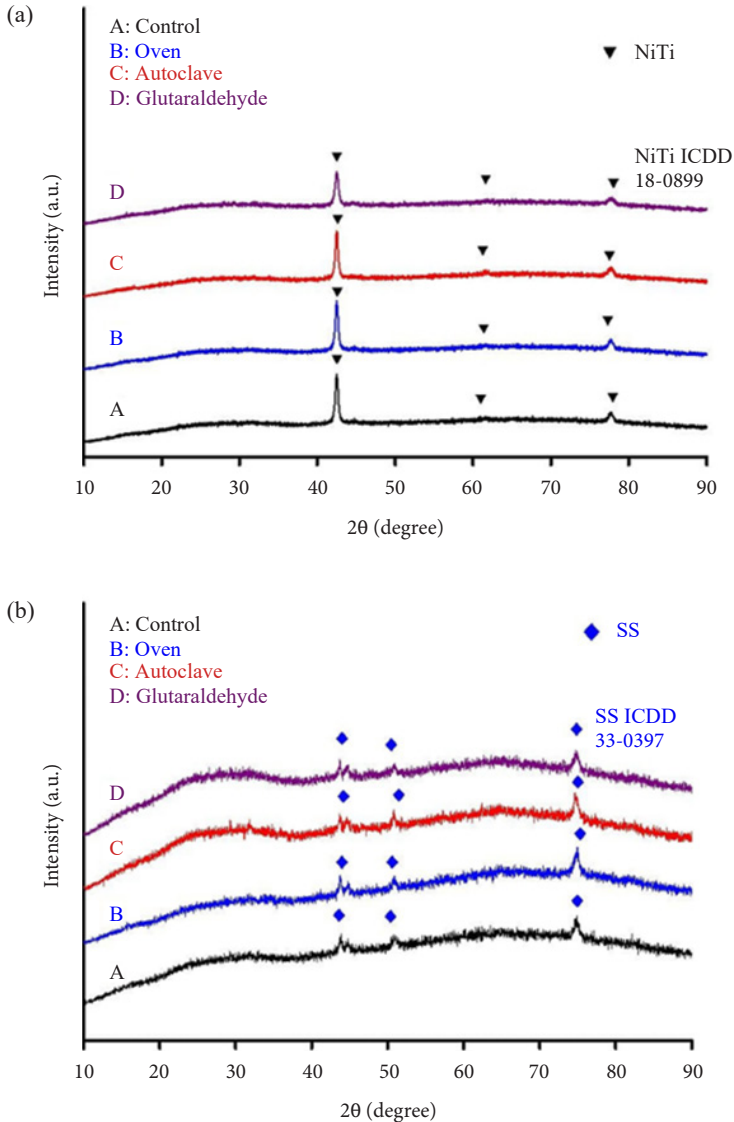 (a)
A: Control
B: Oven
C: Autoclave
D: Glutaraldehyde
NiTi
NiTi ICDD
18-0899
D
C
B
A
Intensity (a.u.)
10 20 30 40 50 60 70 80 90
2θ (degree)
(b)
A: Control
B: Oven
C: Autoclave
D: Glutaraldehyde
SS
SS ICDD
33-0397
D
C
B
A
Intensity (a.u.)
10 20 30 40 50 60 70 80 90
2θ (degree)